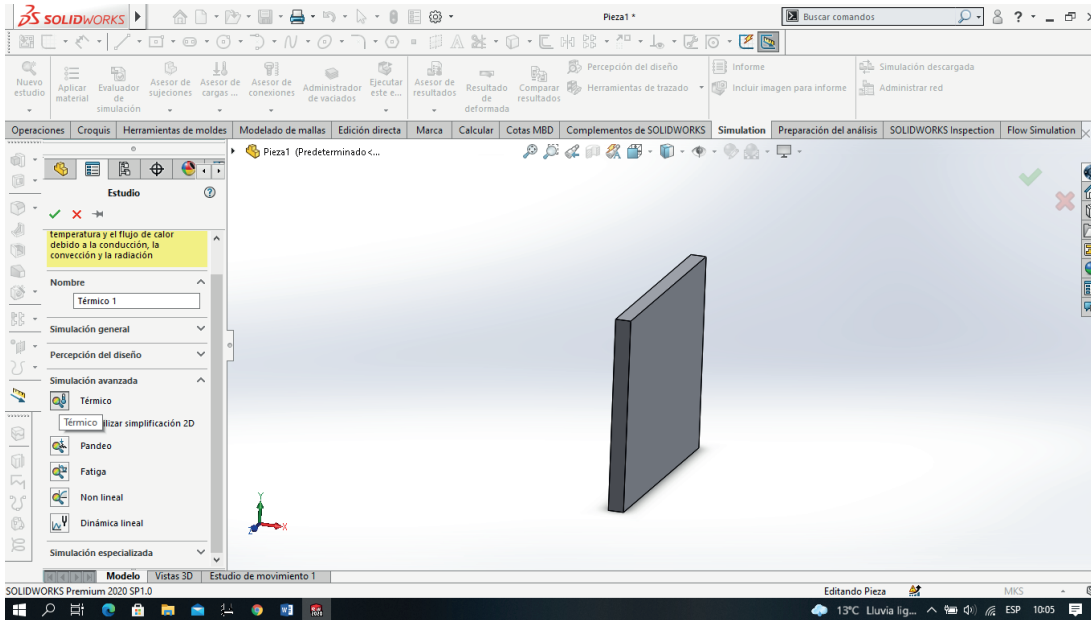 SOLIDWORKS
Pieza1 *
Buscar comandos
Nuevo estudio
Aplicar material
Evaluador de simulación
Asesor de sujeciones
Asesor de cargas ...
Asesor de conexiones
Administrador de vaciados
Ejecutar este e...
Asesor de resultados
Resultado de deformada
Comparar resultados
Percepción del diseño
Herramientas de trazado
Informe
Incluir imagen para informe
Simulación descargada
Administrar red
Operaciones
Croquis
Herramientas de moldes
Modelado de mallas
Edición directa
Marca
Calcular
Cotas MBD
Complementos de SOLIDWORKS
Simulation
Preparación del análisis
SOLIDWORKS Inspection
Flow Simulation
Pieza1 (Predeterminado<...
Estudio
temperatura y el flujo de calor
debido a la conducción, la
convección y la radiación
Nombre
Térmico 1
Simulación general
Percepción del diseño
Simulación avanzada
Térmico
Térmico
ilizar simplificación 2D
Pandeo
Fatiga
Non lineal
Dinámica lineal
Simulación especializada
Y
X
Z
Modelo
Vistas 3D
Estudio de movimiento 1
SOLIDWORKS Premium 2020 SP1.0
Editando Pieza
MKS
13°C Lluvia lig...
ESP
10:05